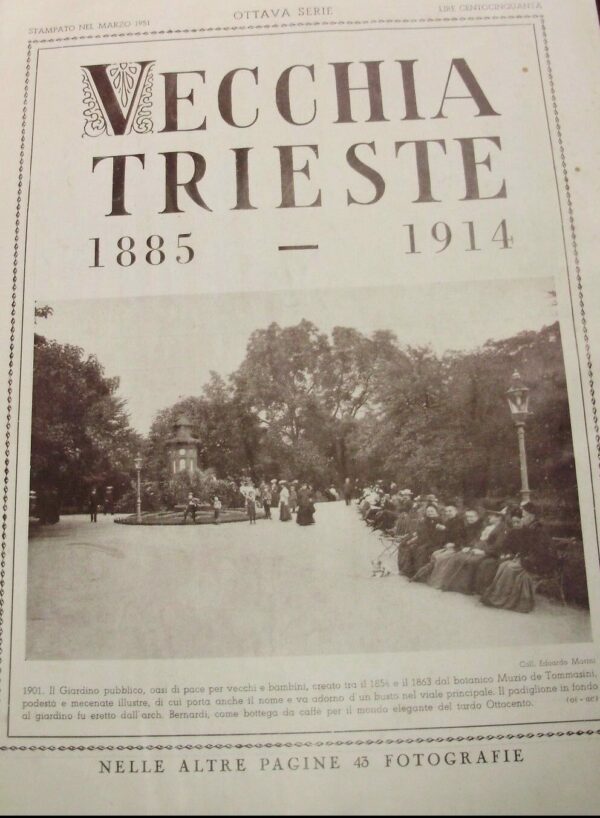 STAMPATO NEL MARZO 1951
OTTAVA SERIE
LIRE CENTOCINQUANTA
VECCHIA
TRIESTE
1885 — 1914
Coll. Edoardo Marini
1901. Il Giardino pubblico, oasi di pace per vecchi e bambini, creato tra il 1854 e il 1863 dal botanico Muzio de Tommasini,
podestà e mecenate illustre, di cui porta anche il nome e va adorno d'un busto nel viale principale. Il padiglione in fondo
al giardino fu eretto dall'arch. Bernardi, come bottega da caffè per il mondo elegante del tardo Ottocento.
NELLE ALTRE PAGINE 43 FOTOGRAFIE